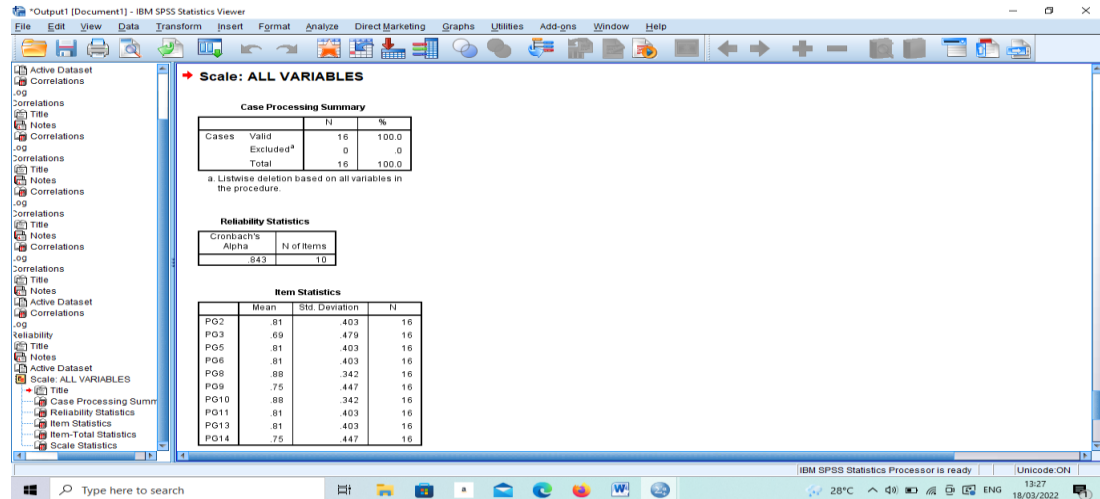 *Output1 [Document1] - IBM SPSS Statistics Viewer
File Edit View Data Transform Insert Format Analyze Direct Marketing Graphs Utilities Add-ons Window Help
Active Dataset
Correlations
.og
Correlations
Title
Notes
Correlations
.og
Correlations
Title
Notes
Correlations
.og
Correlations
Title
Notes
Correlations
.og
Correlations
Title
Notes
Active Dataset
Correlations
.og
Reliability
Title
Notes
Active Dataset
Scale: ALL VARIABLES
Title
Case Processing Summ
Reliability Statistics
Item Statistics
Item-Total Statistics
Scale Statistics
Scale: ALL VARIABLES
Case Processing Summary
N %
Cases Valid 16 100.0
Excludedᵃ 0 .0
Total 16 100.0
a. Listwise deletion based on all variables in
the procedure.
Reliability Statistics
Cronbach's
Alpha N of Items
.843 10
Item Statistics
Mean Std. Deviation N
PG2 .81 .403 16
PG3 .69 .479 16
PG5 .81 .403 16
PG6 .81 .403 16
PG8 .88 .342 16
PG9 .75 .447 16
PG10 .88 .342 16
PG11 .81 .403 16
PG13 .81 .403 16
PG14 .75 .447 16
IBM SPSS Statistics Processor is ready Unicode:ON
Type here to search
28°C ENG 13:27
18/03/2022